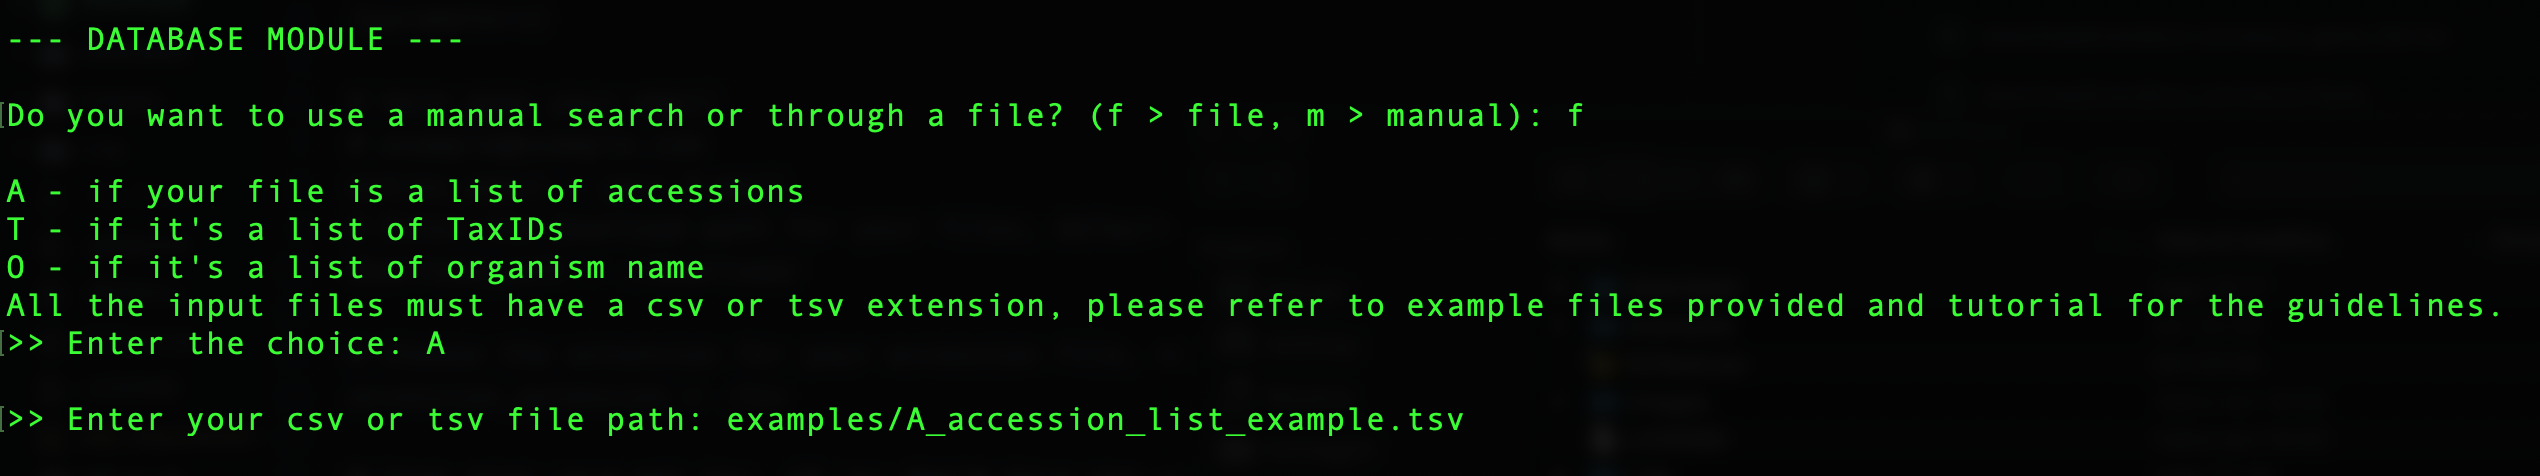 --- DATABASE MODULE ---
Do you want to use a manual search or through a file? (f > file, m > manual): f
A - if your file is a list of accessions
T - if it's a list of TaxIDs
O - if it's a list of organism name
All the input files must have a csv or tsv extension, please refer to example files provided and tutorial for the guidelines.
>> Enter the choice: A
>> Enter your csv or tsv file path: examples/A_accession_list_example.tsv